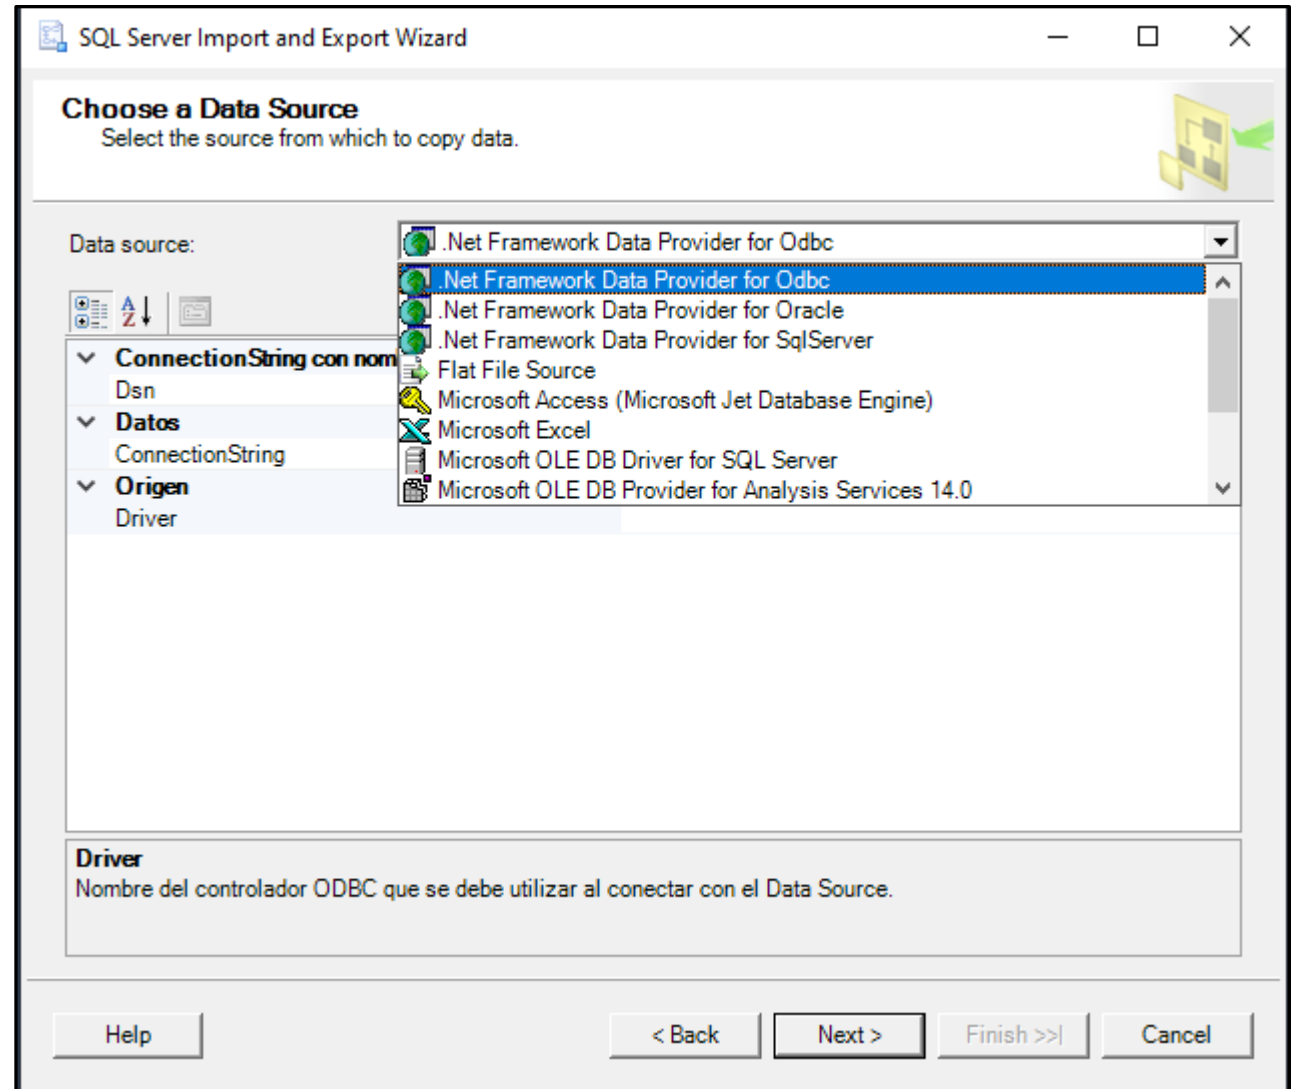 SQL Server Import and Export Wizard
Choose a Data Source
Select the source from which to copy data.
Data source:
.Net Framework Data Provider for Odbc
.Net Framework Data Provider for Odbc
.Net Framework Data Provider for Oracle
.Net Framework Data Provider for SqlServer
Flat File Source
Microsoft Access (Microsoft Jet Database Engine)
Microsoft Excel
Microsoft OLE DB Driver for SQL Server
Microsoft OLE DB Provider for Analysis Services 14.0
ConnectionString con nom
Dsn
Datos
ConnectionString
Origen
Driver
Driver
Nombre del controlador ODBC que se debe utilizar al conectar con el Data Source.
Help
< Back
Next >
Finish >>|
Cancel